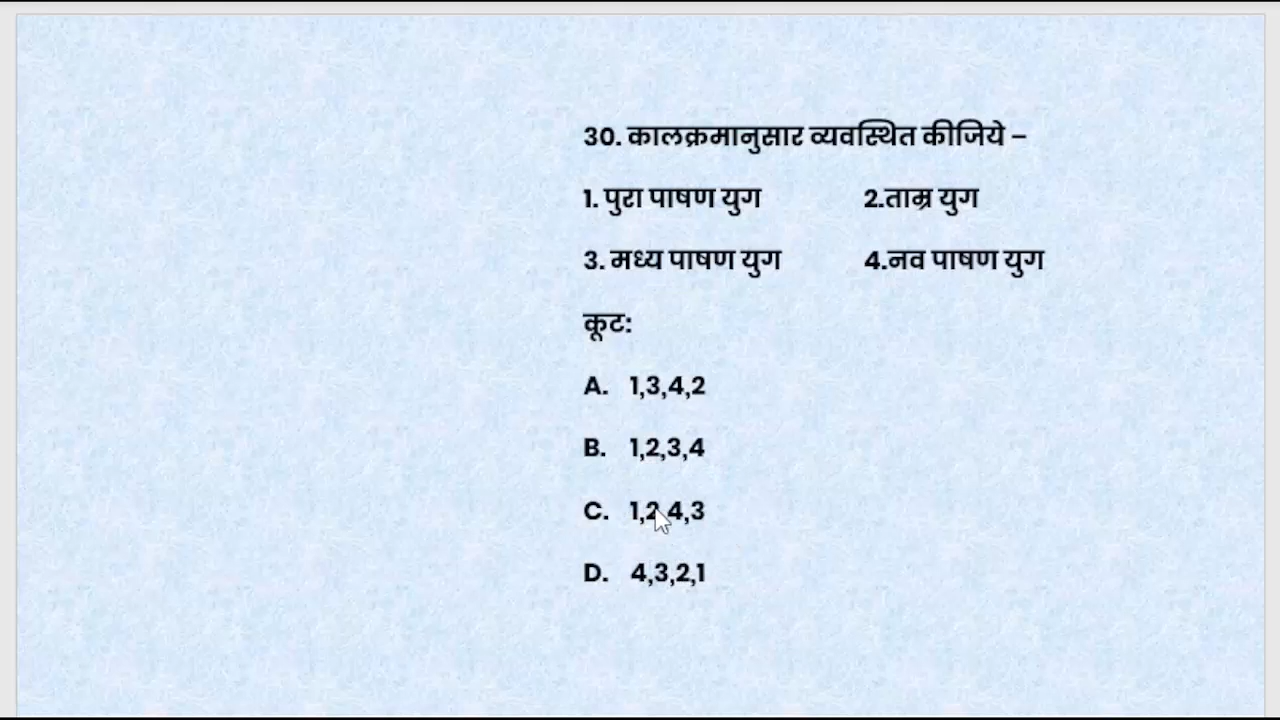 30. कालक्रमानुसार व्यवस्थित कीजिये –
1. पुरा पाषण युग 2.ताम्र युग
3. मध्य पाषण युग 4.नव पाषण युग
कूट:
A. 1,3,4,2
B. 1,2,3,4
C. 1,2,4,3
D. 4,3,2,1